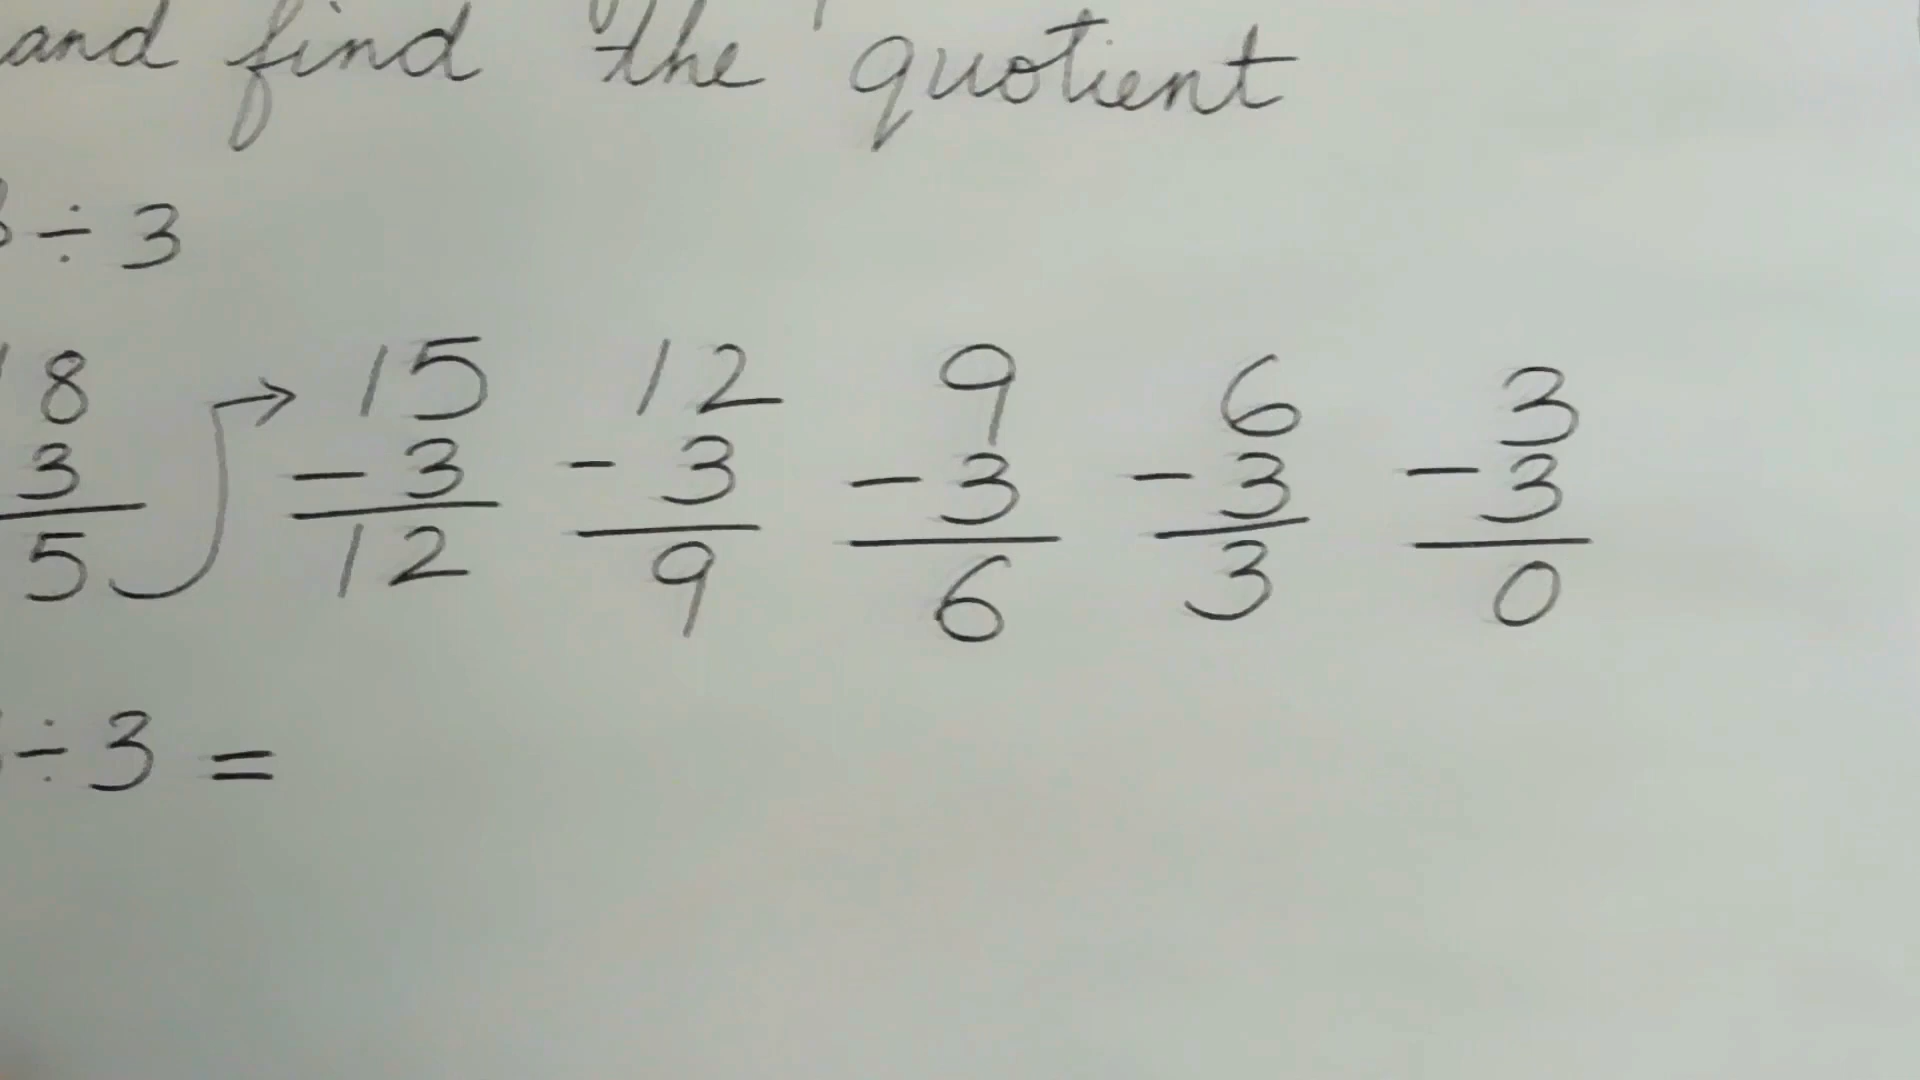 and find the quotient
8 ÷ 3
18 15 12 9 6 3
3 - 3 - 3 - 3 - 3 - 3
5 12 9 6 3 0
÷ 3 =